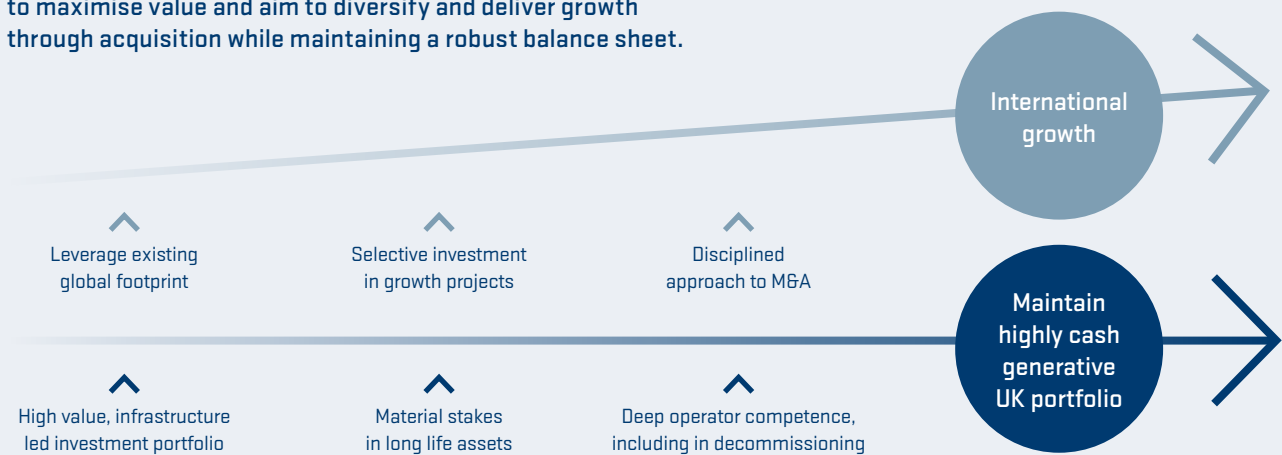 to maximise value and aim to diversify and deliver growth
through acquisition while maintaining a robust balance sheet.
International
growth
Leverage existing
global footprint
Selective investment
in growth projects
Disciplined
approach to M&A
Maintain
highly cash
generative
UK portfolio
High value, infrastructure
led investment portfolio
Material stakes
in long life assets
Deep operator competence,
including in decommissioning